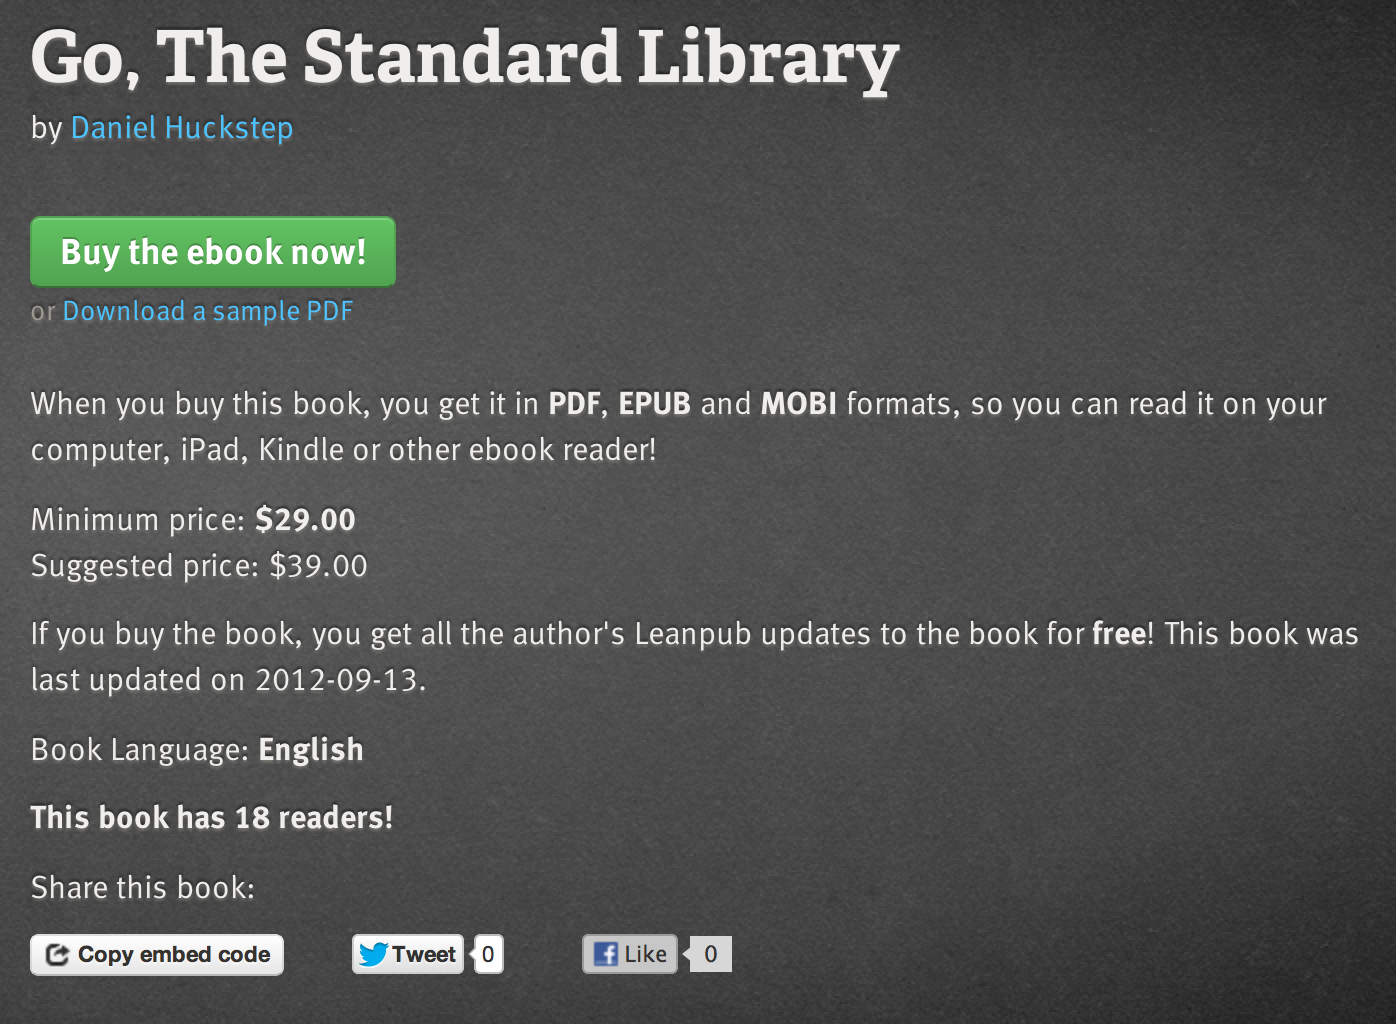 Go, The Standard Library
by Daniel Huckstep
Buy the ebook now!
or Download a sample PDF
When you buy this book, you get it in PDF, EPUB and MOBI formats, so you can read it on your
computer, iPad, Kindle or other ebook reader!
Minimum price: $29.00
Suggested price: $39.00
If you buy the book, you get all the author's Leanpub updates to the book for free! This book was
last updated on 2012-09-13.
Book Language: English
This book has 18 readers!
Share this book:
Copy embed code Tweet 0 Like 0